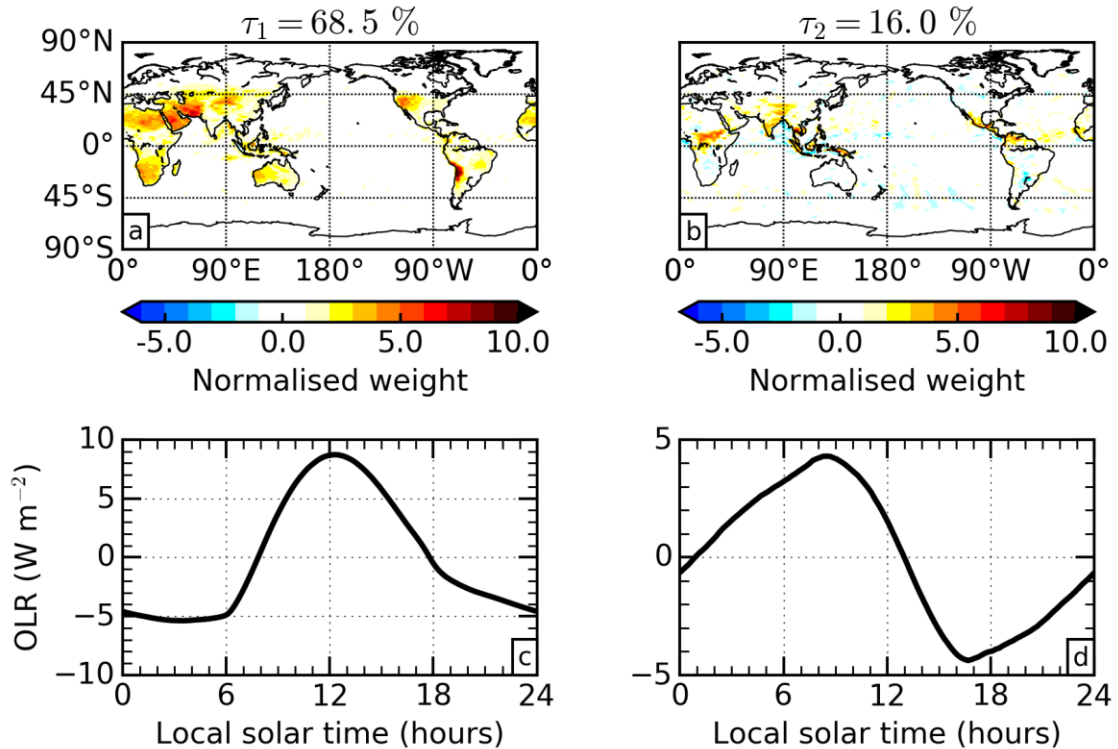 τ₁ = 68.5 %
τ₂ = 16.0 %
90°N
45°N
0°
45°S
90°S
a
b
0° 90°E 180° 90°W 0°
0° 90°E 180° 90°W 0°
-5.0 0.0 5.0 10.0
-5.0 0.0 5.0 10.0
Normalised weight
Normalised weight
OLR (W m⁻²)
10
5
0
−5
−10
c
0 6 12 18 24
Local solar time (hours)
5
0
−5
d
0 6 12 18 24
Local solar time (hours)